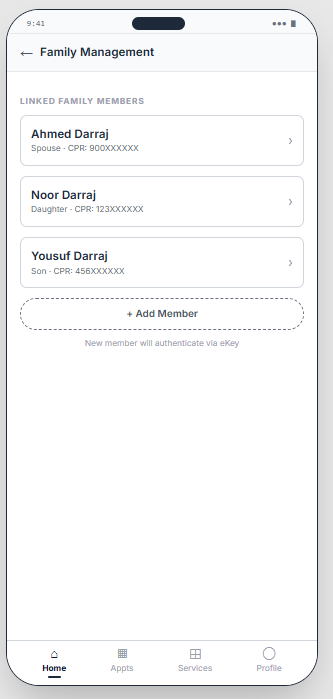 9:41
← Family Management
LINKED FAMILY MEMBERS
Ahmed Darraj
Spouse · CPR: 900XXXXXX
Noor Darraj
Daughter · CPR: 123XXXXXX
Yousuf Darraj
Son · CPR: 456XXXXXX
+ Add Member
New member will authenticate via eKey
Home Appts Services Profile